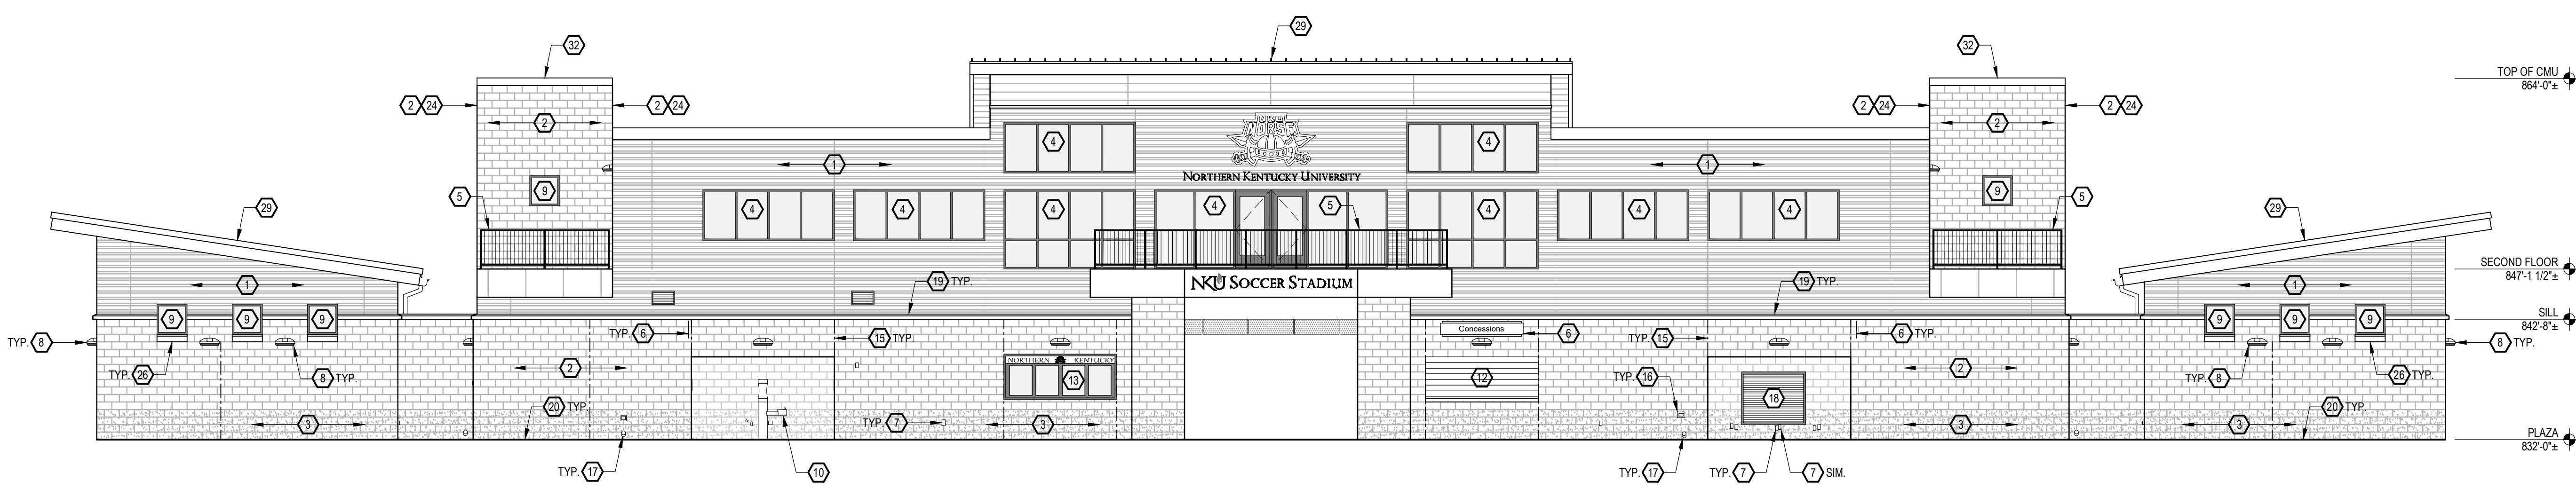 29
32
32
TOP OF CMU
864'-0"±
2 24
2 24
2 24
2 24
2
2
NKU
NORSE
4
4
1
1
NORTHERN KENTUCKY UNIVERSITY
9
9
5
5
29
4
4
4
4
5
4
4
4
29
SECOND FLOOR
847'-1 1/2"±
1
19 TYP.
NKU SOCCER STADIUM
19 TYP.
1
SILL
842'-8"±
9
9
9
TYP. 6
Concessions
6
6 TYP.
9
9
9
TYP. 8
15 TYP.
TYP. 15
8 TYP.
NORTHERN KENTUCKY
TYP. 26
8 TYP.
2
13
12
TYP. 16
2
TYP. 8
26 TYP.
18
20 TYP.
20 TYP.
10
3
TYP. 7
3
3
3
PLAZA
832'-0"±
TYP. 17
TYP. 17
TYP. 7
7 SIM.